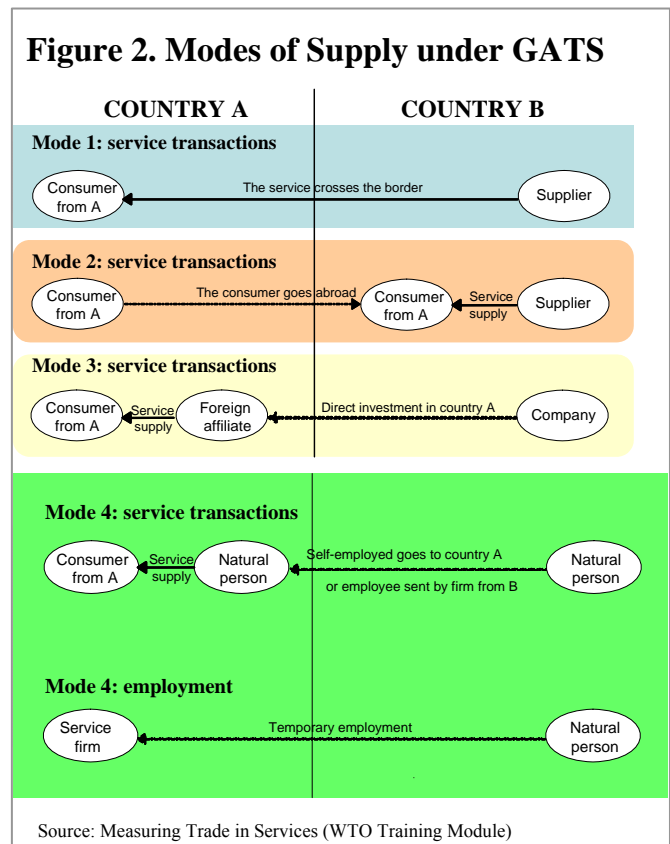 Figure 2. Modes of Supply under GATS
COUNTRY A
COUNTRY B
Mode 1: service transactions
Consumer
from A
The service crosses the border
Supplier
Mode 2: service transactions
Consumer
from A
The consumer goes abroad
Consumer
from A
Service
supply
Supplier
Mode 3: service transactions
Consumer
from A
Service
supply
Foreign
affiliate
Direct investment in country A
Company
Mode 4: service transactions
Consumer
from A
Service
supply
Natural
person
Self-employed goes to country A
or employee sent by firm from B
Natural
person
Mode 4: employment
Service
firm
Temporary employment
Natural
person
Source: Measuring Trade in Services (WTO Training Module)